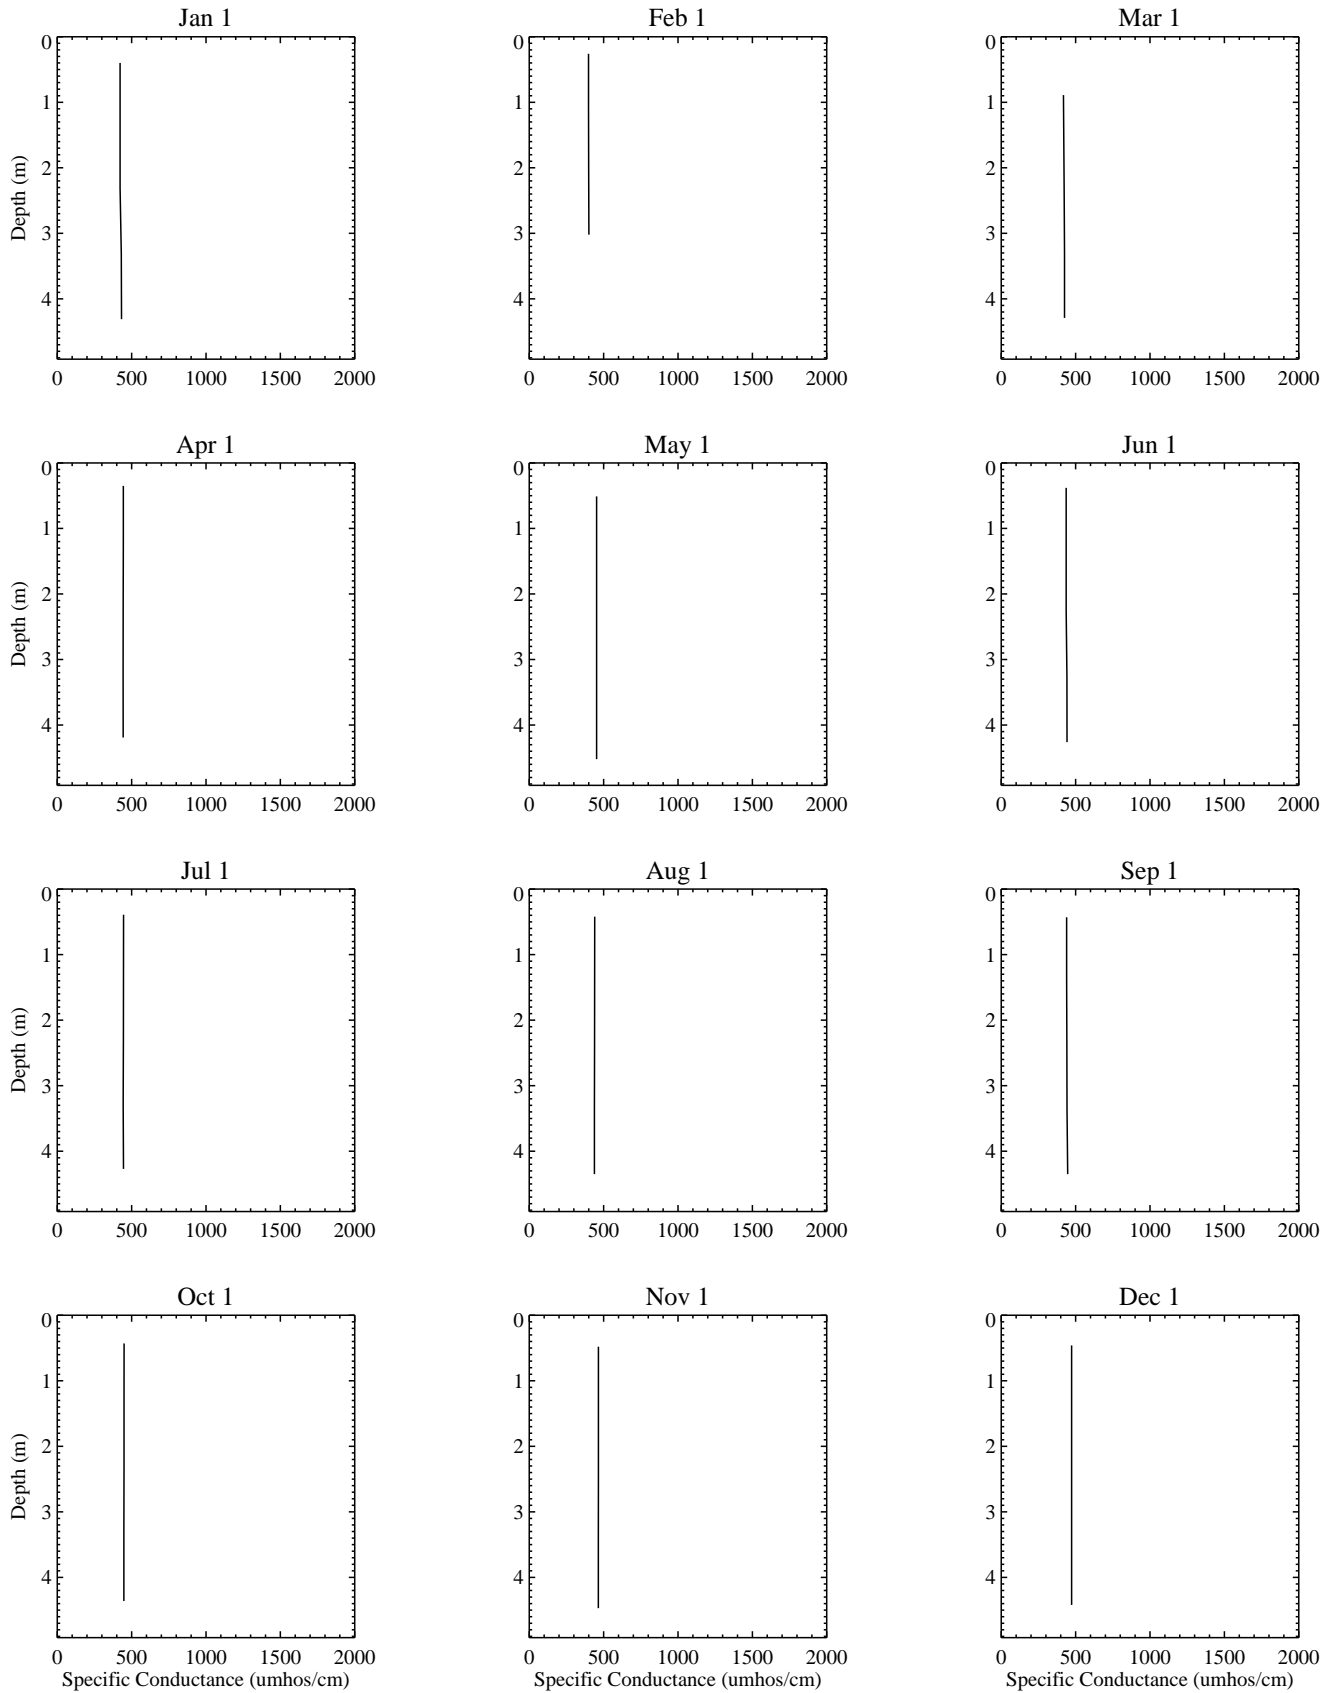 Jan 1 Feb 1 Mar 1
0 0 0
1 1 1
2 2 2
Depth (m)
3 3 3
4 4 4
0 500 1000 1500 2000 0 500 1000 1500 2000 0 500 1000 1500 2000
Apr 1 May 1 Jun 1
0 0 0
1 1 1
2 2 2
Depth (m)
3 3 3
4 4 4
0 500 1000 1500 2000 0 500 1000 1500 2000 0 500 1000 1500 2000
Jul 1 Aug 1 Sep 1
0 0 0
1 1 1
2 2 2
Depth (m)
3 3 3
4 4 4
0 500 1000 1500 2000 0 500 1000 1500 2000 0 500 1000 1500 2000
Oct 1 Nov 1 Dec 1
0 0 0
1 1 1
2 2 2
Depth (m)
3 3 3
4 4 4
0 500 1000 1500 2000 0 500 1000 1500 2000 0 500 1000 1500 2000
Specific Conductance (umhos/cm) Specific Conductance (umhos/cm) Specific Conductance (umhos/cm)